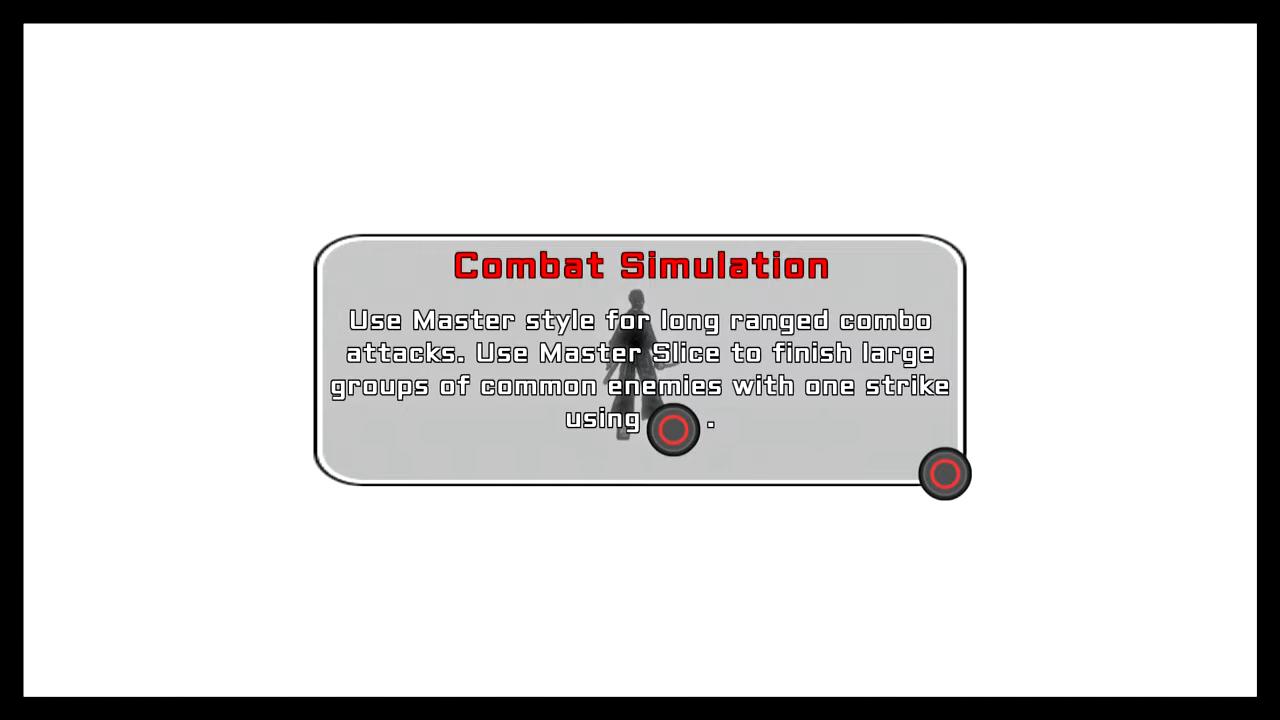 Combat Simulation
Use Master style for long ranged combo
attacks. Use Master Slice to finish large
groups of common enemies with one strike
using .